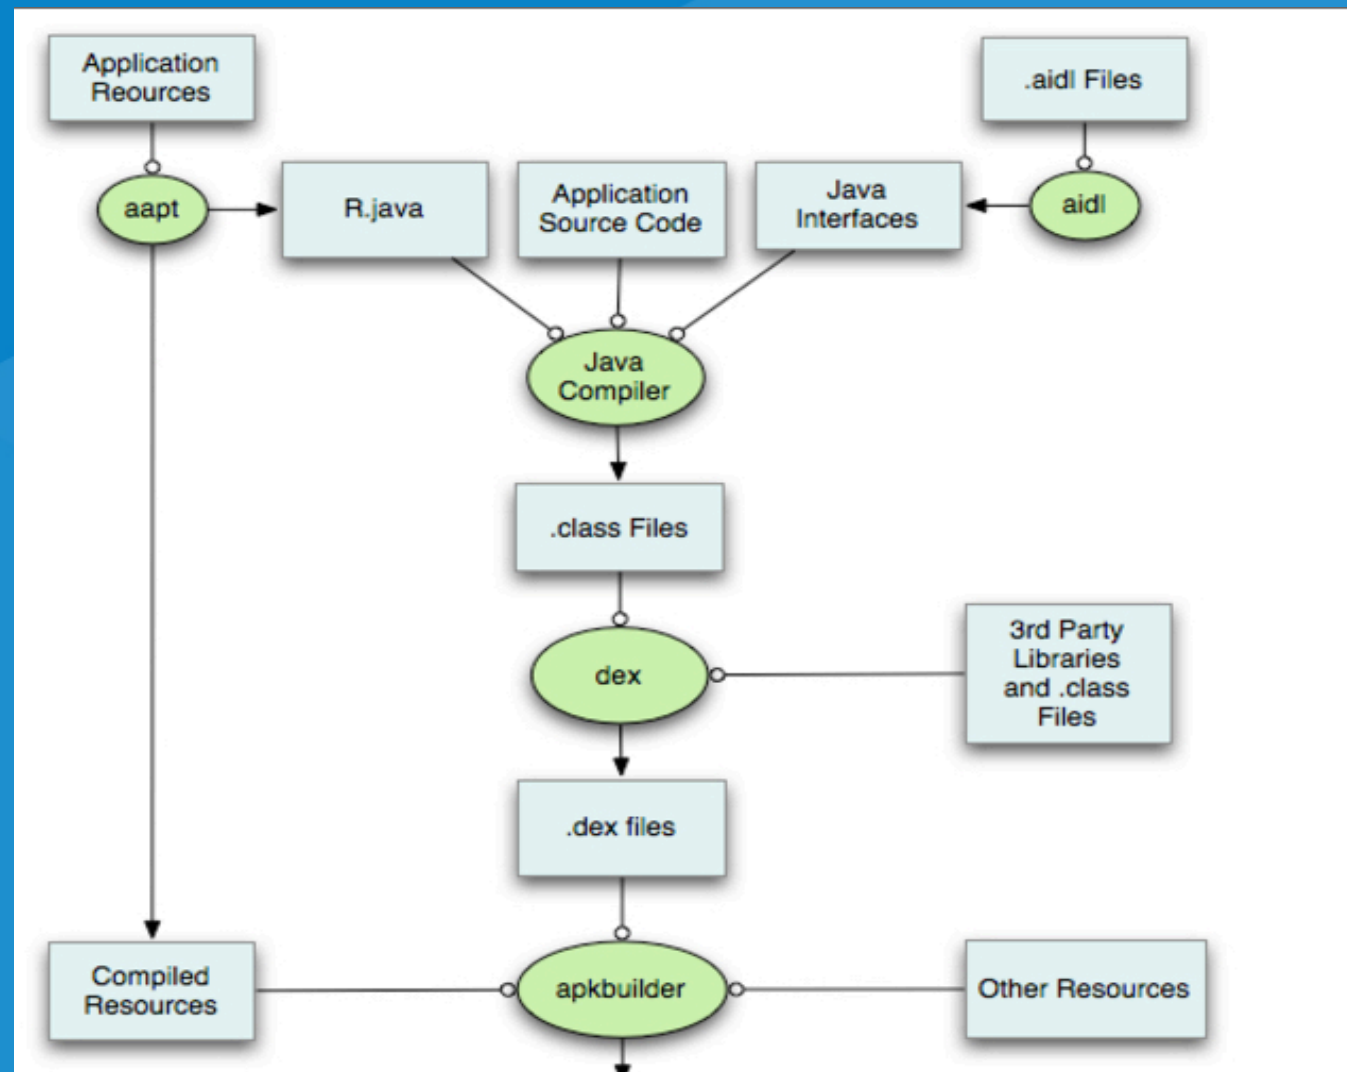 Application
Reources
.aidl Files
aapt
R.java
Application
Source Code
Java
Interfaces
aidl
Java
Compiler
.class Files
dex
3rd Party
Libraries
and .class
Files
.dex files
Compiled
Resources
apkbuilder
Other Resources